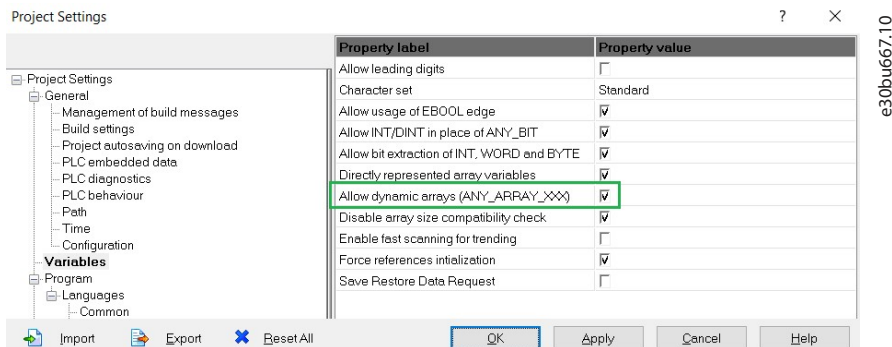 Project Settings
? ×
e30bu667.10
Property label Property value
Allow leading digits
Character set Standard
Allow usage of EBOOL edge
Allow INT/DINT in place of ANY_BIT
Allow bit extraction of INT, WORD and BYTE
Directly represented array variables
Allow dynamic arrays (ANY_ARRAY_XXX)
Disable array size compatibility check
Enable fast scanning for trending
Force references intialization
Save Restore Data Request
Project Settings
General
Management of build messages
Build settings
Project autosaving on download
PLC embedded data
PLC diagnostics
PLC behaviour
Path
Time
Configuration
Variables
Program
Languages
Common
Import Export Reset All OK Apply Cancel Help